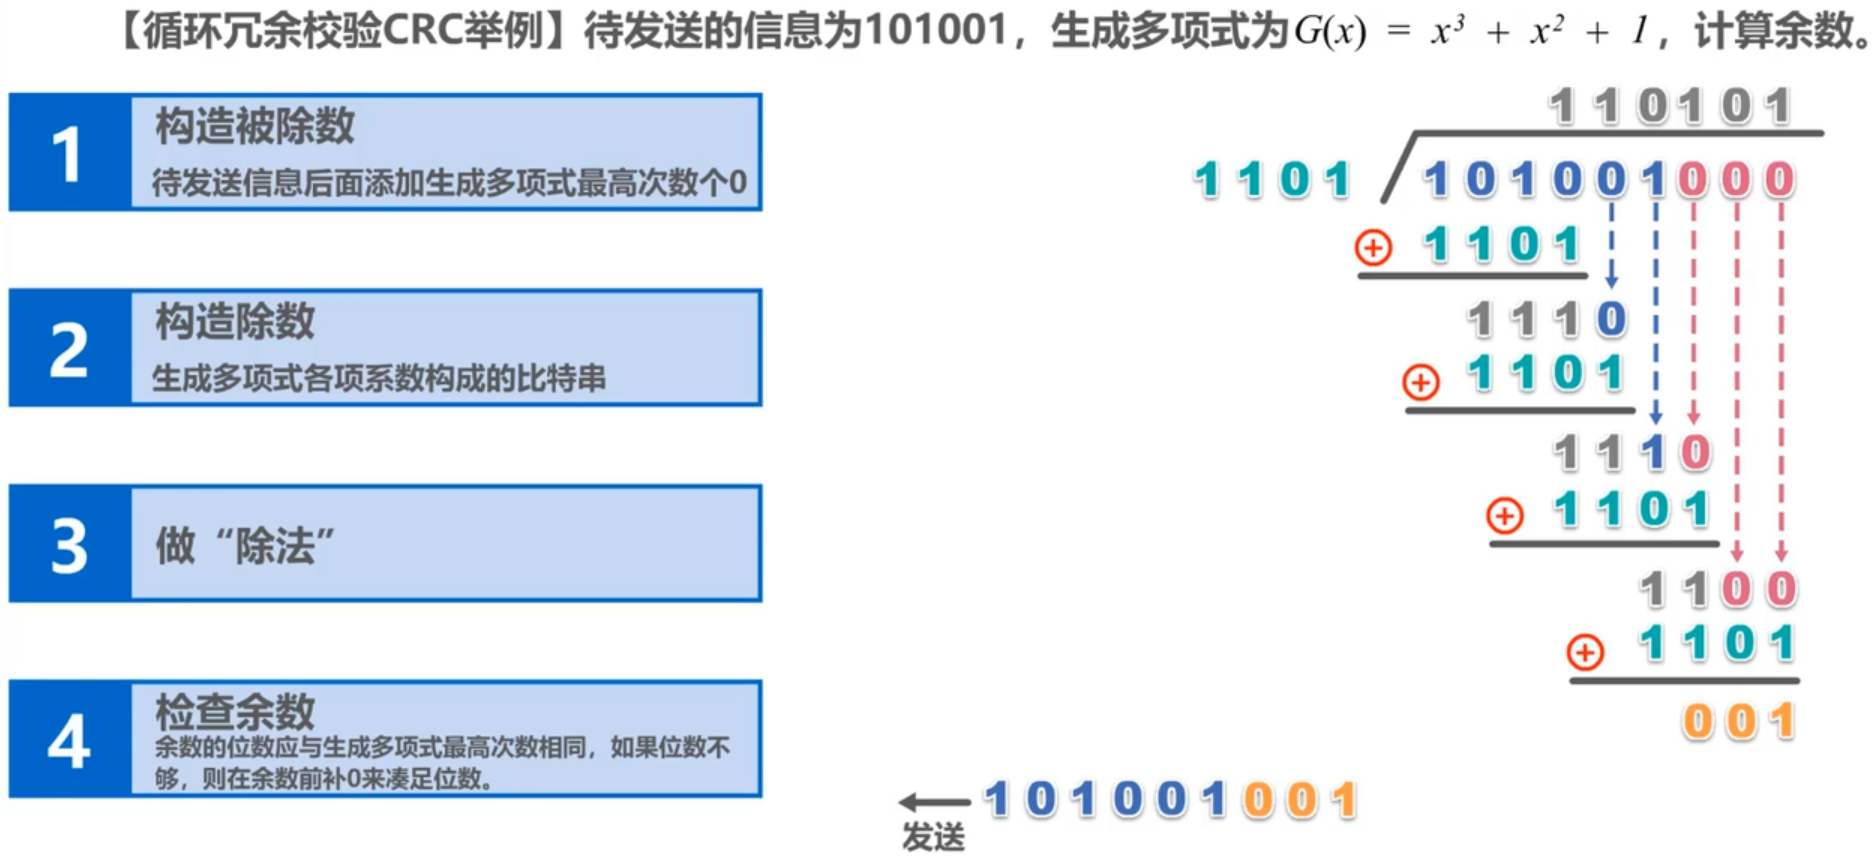 【循环冗余校验CRC举例】待发送的信息为101001，生成多项式为G(x) = x³ + x² + 1，计算余数。
1
构造被除数
待发送信息后面添加生成多项式最高次数个0
2
构造除数
生成多项式各项系数构成的比特串
3
做“除法”
4
检查余数
余数的位数应与生成多项式最高次数相同，如果位数不
够，则在余数前补0来凑足位数。
110101
1101 101001000
1101
1110
1101
1110
1101
1100
1101
001
101001001
发送